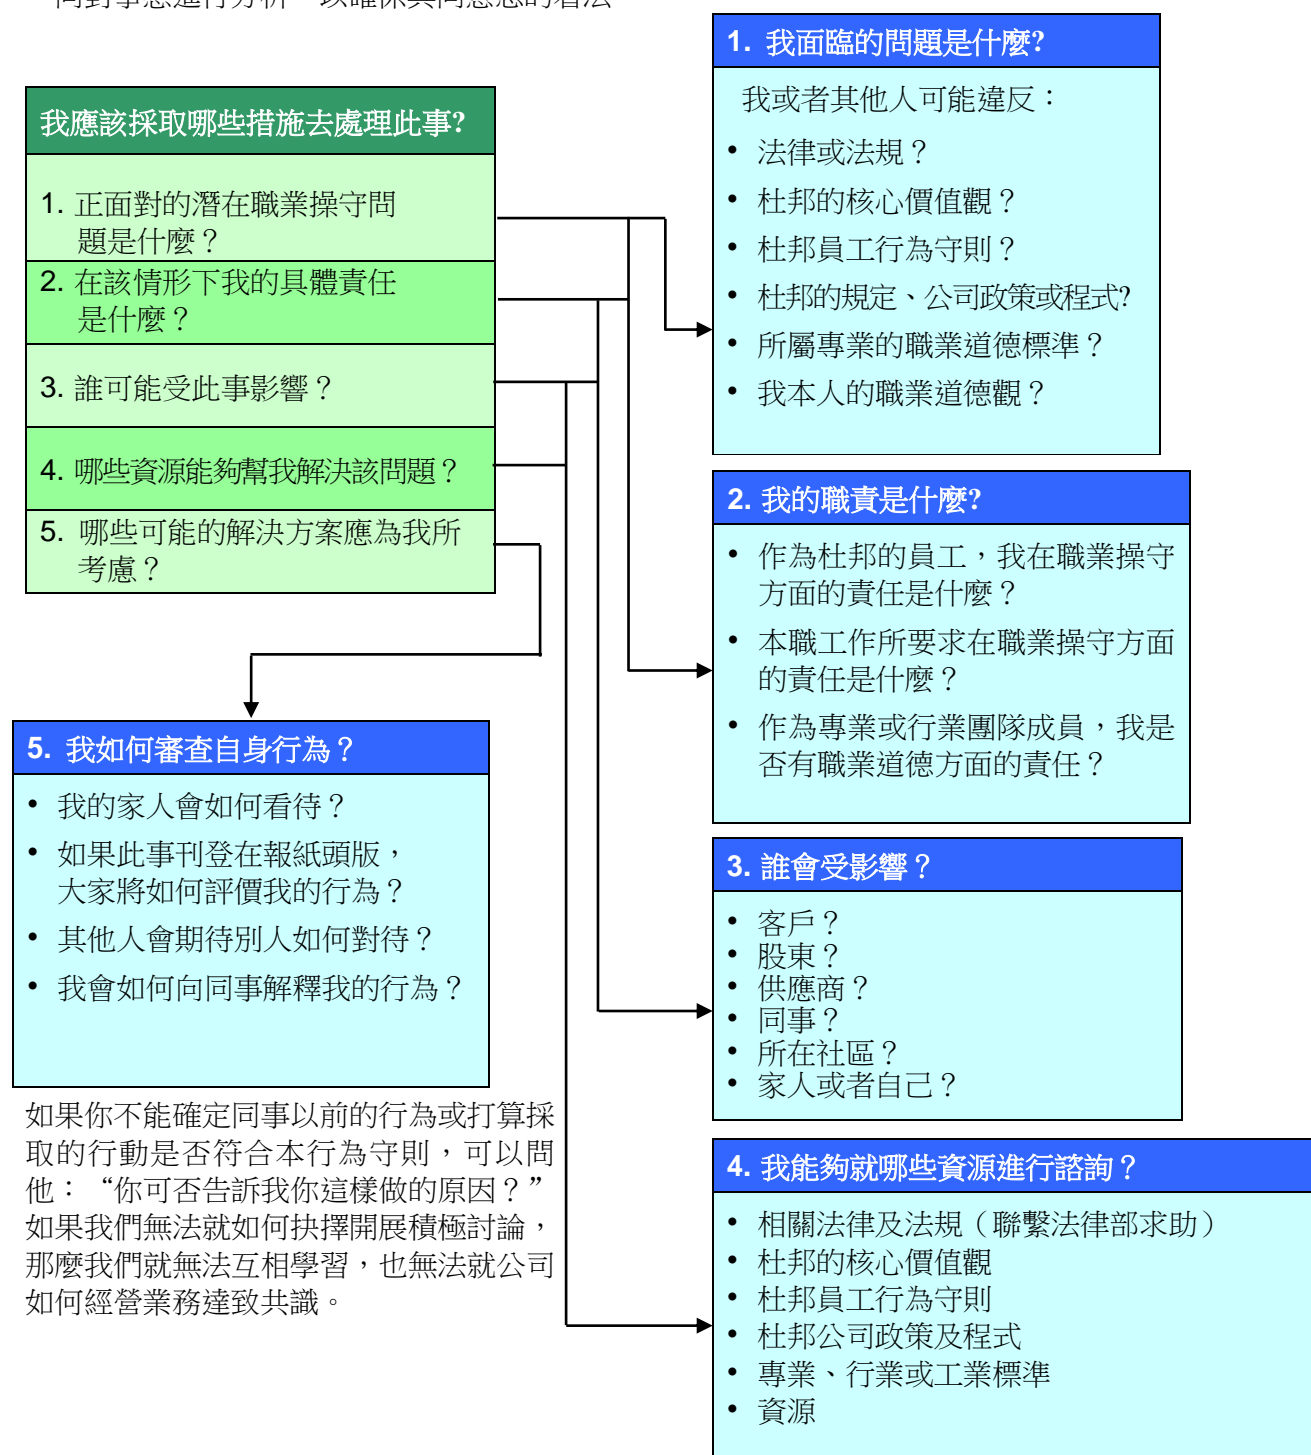 我應該採取哪些措施去處理此事?
1. 正面對的潛在職業操守問
題是什麼？
2. 在該情形下我的具體責任
是什麼？
3. 誰可能受此事影響？
4. 哪些資源能夠幫我解決該問題？
5. 哪些可能的解決方案應為我所
考慮？
1. 我面臨的問題是什麼?
我或者其他人可能違反：
• 法律或法規？
• 杜邦的核心價值觀？
• 杜邦員工行為守則？
• 杜邦的規定、公司政策或程式?
• 所屬專業的職業道德標準？
• 我本人的職業道德觀？
2. 我的職責是什麼?
• 作為杜邦的員工，我在職業操守
方面的責任是什麼？
• 本職工作所要求在職業操守方面
的責任是什麼？
• 作為專業或行業團隊成員，我是
否有職業道德方面的責任？
3. 誰會受影響？
• 客戶？
• 股東？
• 供應商？
• 同事？
• 所在社區？
• 家人或者自己？
4. 我能夠就哪些資源進行諮詢？
• 相關法律及法規（聯繫法律部求助）
• 杜邦的核心價值觀
• 杜邦員工行為守則
• 杜邦公司政策及程式
• 專業、行業或工業標準
• 資源
5. 我如何審查自身行為？
• 我的家人會如何看待？
• 如果此事刊登在報紙頭版，
大家將如何評價我的行為？
• 其他人會期待別人如何對待？
• 我會如何向同事解釋我的行為？
如果你不能確定同事以前的行為或打算採
取的行動是否符合本行為守則，可以問
他：“你可否告訴我你這樣做的原因？”
如果我們無法就如何抉擇開展積極討論，
那麼我們就無法互相學習，也無法就公司
如何經營業務達致共識。